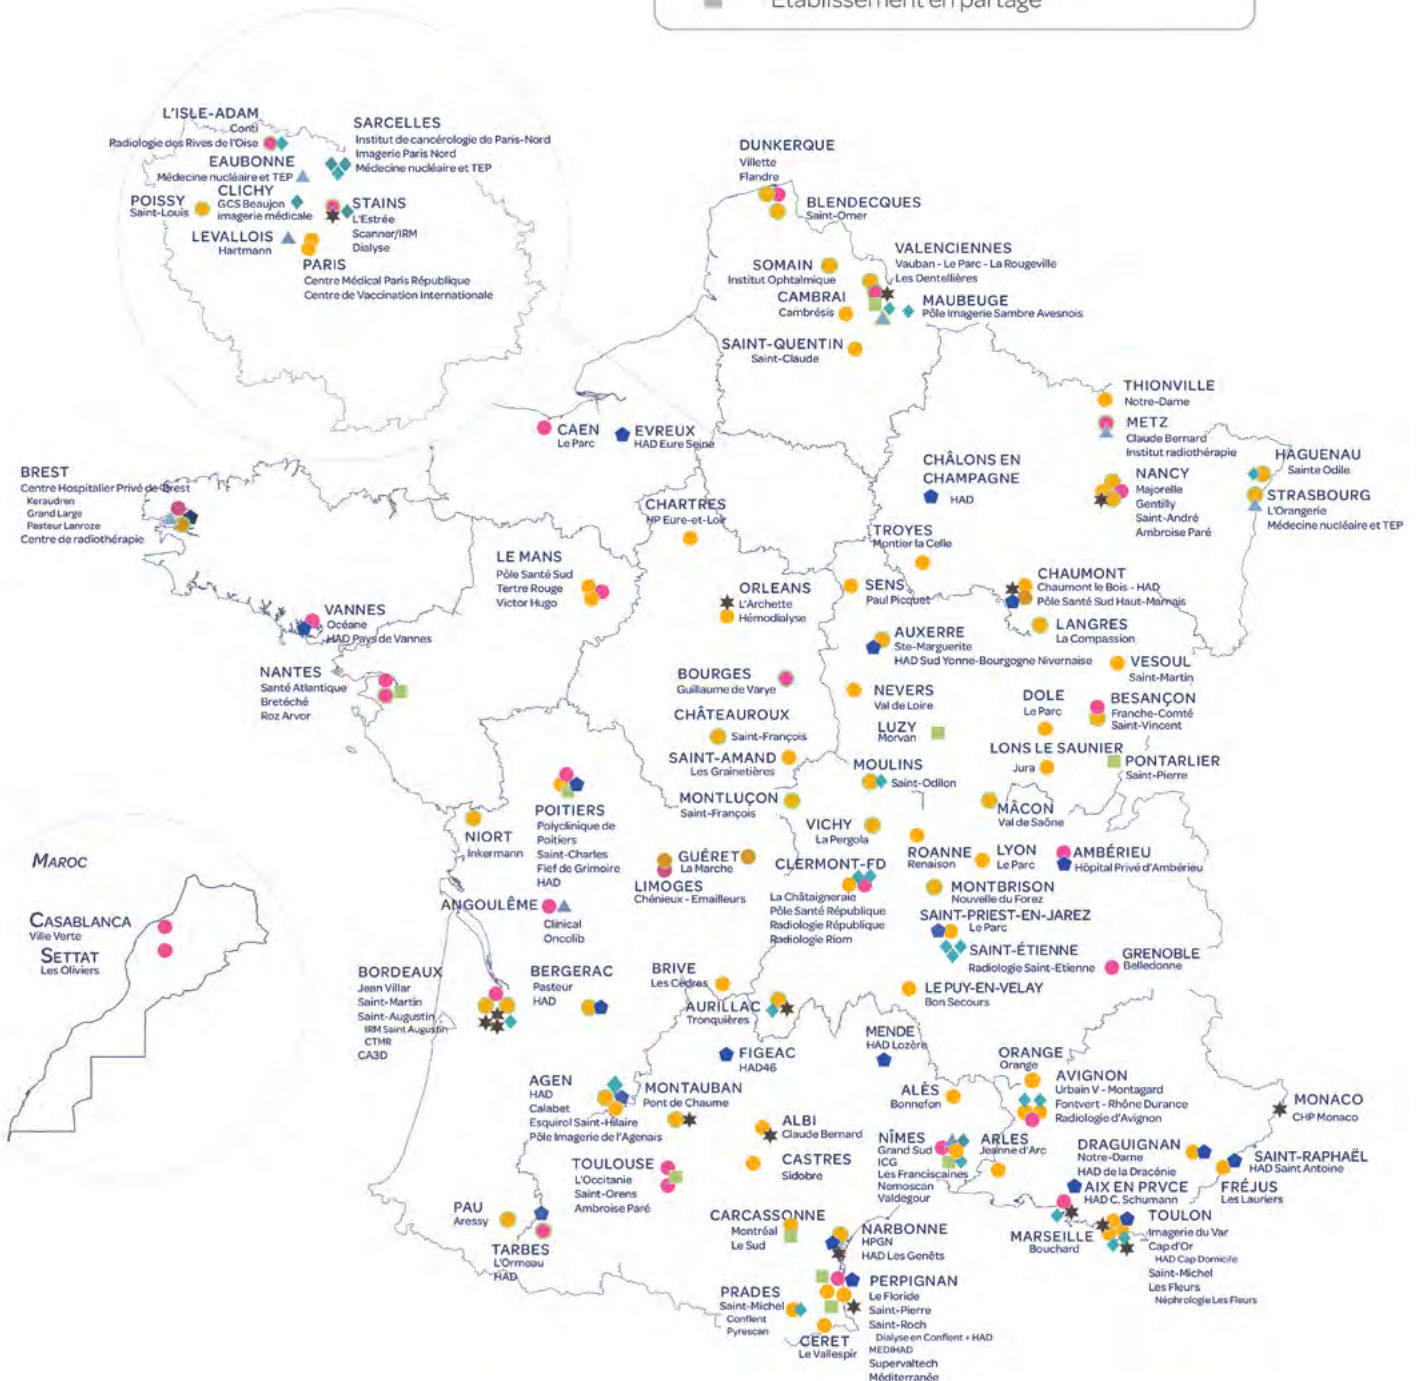 Etablissement en partage
L'ISLE-ADAM
Conti
Radiologie des Rives de l'Oise
SARCELLES
Institut de cancérologie de Paris-Nord
Imagerie Paris Nord
Médecine nucléaire et TEP
EAUBONNE
Médecine nucléaire et TEP
CLICHY
GCS Beaujon
imagerie médicale
POISSY
Saint-Louis
STAINS
L'Estrée
Scanner/IRM
Dialyse
LEVALLOIS
Hartmann
PARIS
Centre Médical Paris République
Centre de Vaccination Internationale
DUNKERQUE
Villette
Flandre
BLENDECQUES
Saint-Omer
SOMAIN
Institut Ophtalmique
VALENCIENNES
Vauban - Le Parc - La Rougeville
Les Dentellières
CAMBRAI
Cambrésis
MAUBEUGE
Pôle Imagerie Sambre Avesnois
SAINT-QUENTIN
Saint-Claude
THIONVILLE
Notre-Dame
METZ
Claude Bernard
Institut radiothérapie
CAEN
Le Parc
EVREUX
HAD Eure Seine
CHÂLONS EN
CHAMPAGNE
HAD
NANCY
Majorelle
Gentilly
Saint-André
Ambroise Paré
HAGUENAU
Sainte Odile
STRASBOURG
L'Orangerie
Médecine nucléaire et TEP
BREST
Centre Hospitalier Privé de Brest
Keraudren
Grand Large
Pasteur Lanroze
Centre de radiothérapie
CHARTRES
HP Eure-et-Loir
TROYES
Montier la Celle
LE MANS
Pôle Santé Sud
Tertre Rouge
Victor Hugo
ORLEANS
L'Archette
Hémodialyse
SENS
Paul Picquet
CHAUMONT
Chaumont le Bois - HAD
Pôle Santé Sud Haut-Marnais
LANGRES
La Compassion
VANNES
Océane
HAD Pays de Vannes
AUXERRE
Ste-Marguerite
HAD Sud Yonne-Bourgogne Nivernaise
VESOUL
Saint-Martin
NANTES
Santé Atlantique
Bretéché
Roz Arvor
BOURGES
Guillaume de Varye
NEVERS
Val de Loire
DOLE
Le Parc
BESANÇON
Franche-Comté
Saint-Vincent
CHÂTEAUROUX
Saint-François
LUZY
Morvan
SAINT-AMAND
Les Grainetières
MOULINS
Saint-Odilon
LONS LE SAUNIER
Jura
PONTARLIER
Saint-Pierre
MONTLUÇON
Saint-François
MÂCON
Val de Saône
NIORT
Inkermann
POITIERS
Polyclinique de
Poitiers
Saint-Charles
Fief de Grimoire
HAD
VICHY
La Pergola
ROANNE
Renaison
LYON
Le Parc
AMBÉRIEU
Hôpital Privé d'Ambérieu
GUÉRET
La Marche
LIMOGES
Chénieux - Emailleurs
CLERMONT-FD
La Châtaigneraie
Pôle Santé République
Radiologie République
Radiologie Riom
MONTBRISON
Nouvelle du Forez
MAROC
CASABLANCA
Ville Verte
SETTAT
Les Oliviers
ANGOULÊME
Clinical
Oncolib
SAINT-PRIEST-EN-JAREZ
Le Parc
SAINT-ÉTIENNE
Radiologie Saint-Etienne
GRENOBLE
Belledonne
BORDEAUX
Jean Villar
Saint-Martin
Saint-Augustin
IRM Saint Augustin
CTMR
CA3D
BERGERAC
Pasteur
HAD
BRIVE
Les Cèdres
LE PUY-EN-VELAY
Bon Secours
AURILLAC
Tronquières
MENDE
HAD Lozère
FIGEAC
HAD46
ORANGE
Orange
AVIGNON
Urbain V - Montagard
Fontvert - Rhône Durance
Radiologie d'Avignon
AGEN
HAD
Calabet
Esquirol Saint-Hilaire
Pôle Imagerie de l'Agenais
MONTAUBAN
Pont de Chaume
ALÈS
Bonnefon
MONACO
CHP Monaco
ALBI
Claude Bernard
NÎMES
Grand Sud
ICG
Les Franciscaines
Nemoscan
Valdegour
ARLES
Jeanne d'Arc
DRAGUIGNAN
Notre-Dame
HAD de la Dracénie
SAINT-RAPHAËL
HAD Saint Antoine
CASTRES
Sidobre
TOULOUSE
L'Occitanie
Saint-Orens
Ambroise Paré
AIX EN PRVCE
HAD C. Schumann
FRÉJUS
Les Lauriers
PAU
Aressy
CARCASSONNE
Montréal
Le Sud
NARBONNE
HPGN
HAD Les Genêts
MARSEILLE
Bouchard
TOULON
Imagerie du Var
Cap d'Or
HAD Cap Domicile
Saint-Michel
Les Fleurs
Néphrologie Les Fleurs
TARBES
L'Ormeau
HAD
PRADES
Saint-Michel
Conflent
Pyrescan
PERPIGNAN
Le Floride
Saint-Pierre
Saint-Roch
Dialyse en Conflent + HAD
MEDIHAD
Supervaltech
Méditerranée
CERET
Le Vallespir